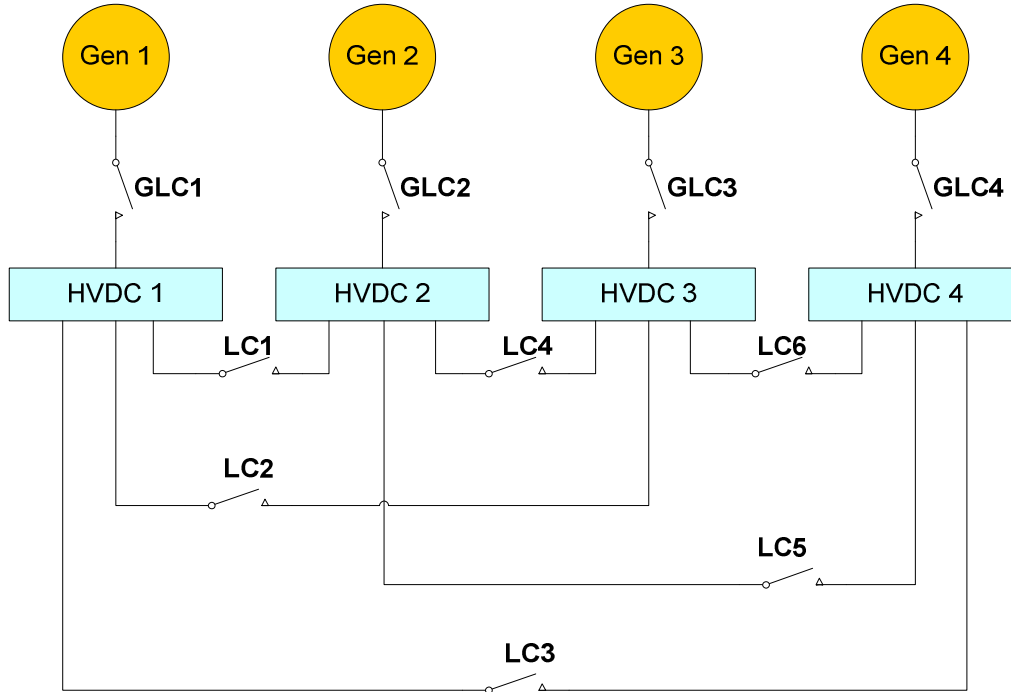 Gen 1
Gen 2
Gen 3
Gen 4
GLC1
GLC2
GLC3
GLC4
HVDC 1
HVDC 2
HVDC 3
HVDC 4
LC1
LC4
LC6
LC2
LC5
LC3